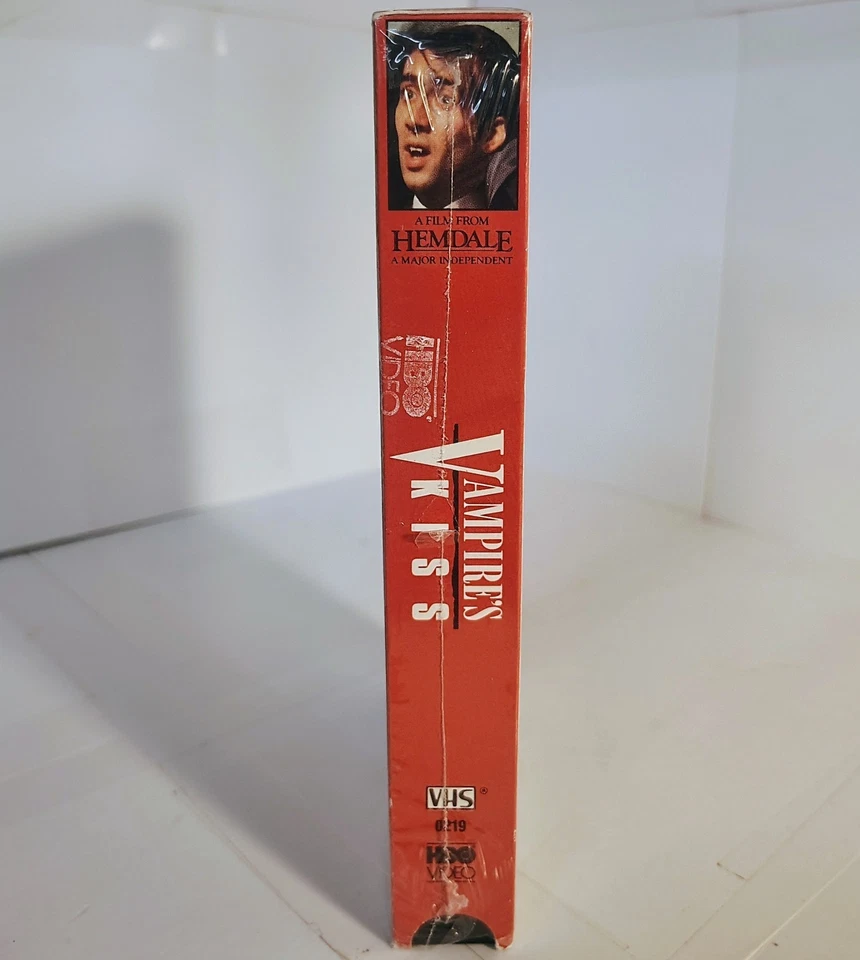 A FILM FROM
HEMDALE
A MAJOR INDEPENDENT
HBO
VIDEO
VAMPIRE'S
KISS
VHS ®
0219
HBO
VIDEO